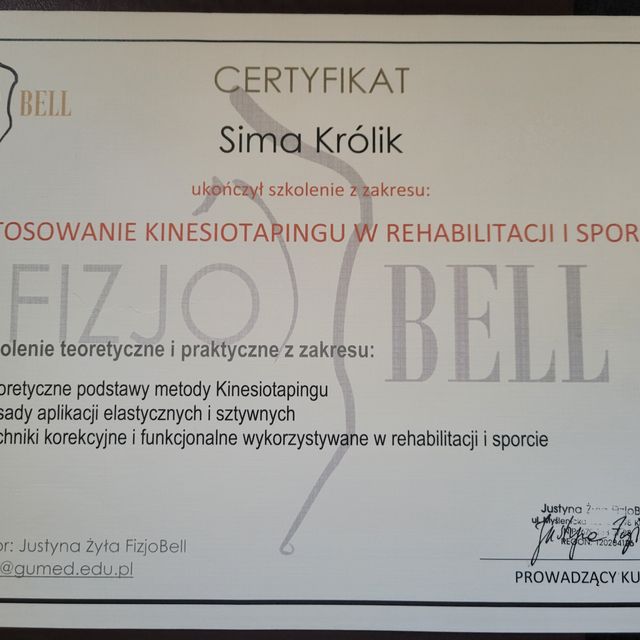 BELL
CERTYFIKAT
Sima Królik
ukończył szkolenie z zakresu:
TOSOWANIE KINESIOTAPINGU W REHABILITACJI I SPOR
FIZJO BELL
olenie teoretyczne i praktyczne z zakresu:
oretyczne podstawy metody Kinesiotapingu
sady aplikacji elastycznych i sztywnych
chniki korekcyjne i funkcjonalne wykorzystywane w rehabilitacji i sporcie
Justyna
or: Justyna Żyła FizjoBell
@gumed.edu.pl
PROWADZĄCY KU